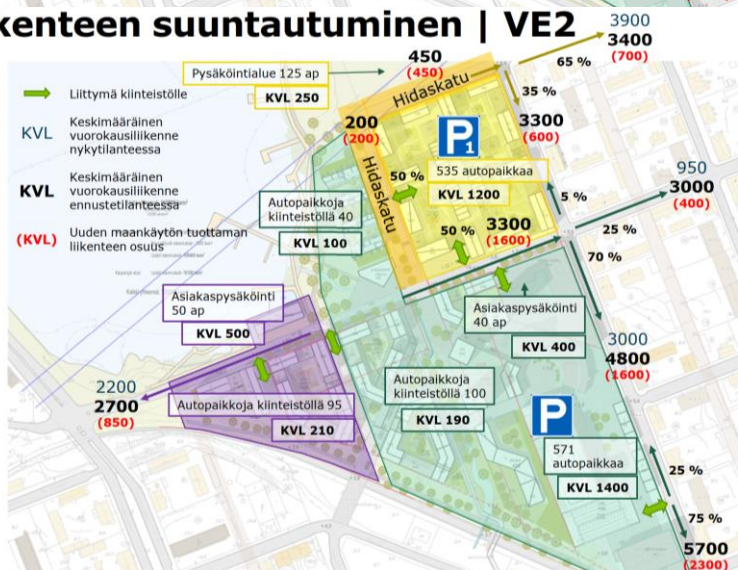 kenteen suuntautuminen | VE2
3900
3400
(700)
450
(450)
65 %
Pysäköintialue 125 ap
KVL 250
Hidaskatu
35 %
Liittymä kiinteistölle
KVL
Keskimääräinen
vuorokausiliikenne
nykytilanteessa
KVL
Keskimääräinen
vuorokausiliikenne
ennustetilanteessa
(KVL)
Uuden maankäytön tuottaman
liikenteen osuus
200
(200)
3300
(600)
P1
Hidaskatu
50 %
535 autopaikkaa
KVL 1200
950
3000
(400)
5 %
Autopaikkoja
kiinteistöllä 40
KVL 100
50 %
3300
(1600)
25 %
70 %
Asiakaspysäköinti
50 ap
KVL 500
Asiakaspysäköinti
40 ap
KVL 400
3000
4800
(1600)
2200
2700
(850)
Autopaikkoja kiinteistöllä 95
KVL 210
Autopaikkoja
kiinteistöllä 100
KVL 190
P
571
autopaikkaa
KVL 1400
25 %
75 %
5700
(2300)